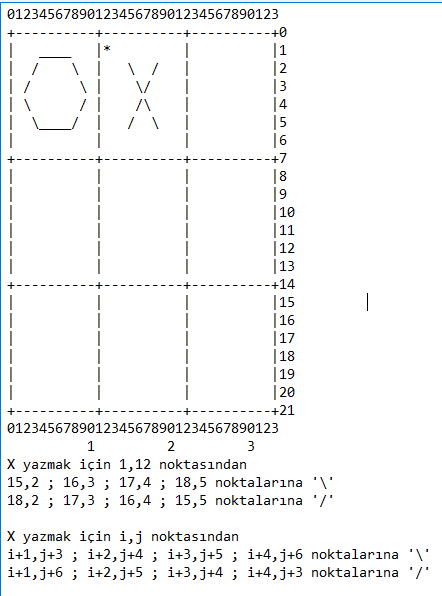 0123456789012345678901234567890123
+----------+----------+----------+0
|   ____   |*         |          |1
|  /    \  |   \  /   |          |2
| /      \ |    \/    |          |3
| \      / |    /\    |          |4
|  \____/  |   /  \   |          |5
|          |          |          |6
+----------+----------+----------+7
|          |          |          |8
|          |          |          |9
|          |          |          |10
|          |          |          |11
|          |          |          |12
|          |          |          |13
+----------+----------+----------+14
|          |          |          |15
|          |          |          |16
|          |          |          |17
|          |          |          |18
|          |          |          |19
|          |          |          |20
+----------+----------+----------+21
0123456789012345678901234567890123
          1         2         3
X yazmak için 1,12 noktasından
15,2 ; 16,3 ; 17,4 ; 18,5 noktalarına '\'
18,2 ; 17,3 ; 16,4 ; 15,5 noktalarına '/'

X yazmak için i,j noktasından
i+1,j+3 ; i+2,j+4 ; i+3,j+5 ; i+4,j+6 noktalarına '\'
i+1,j+6 ; i+2,j+5 ; i+3,j+4 ; i+4,j+3 noktalarına '/'